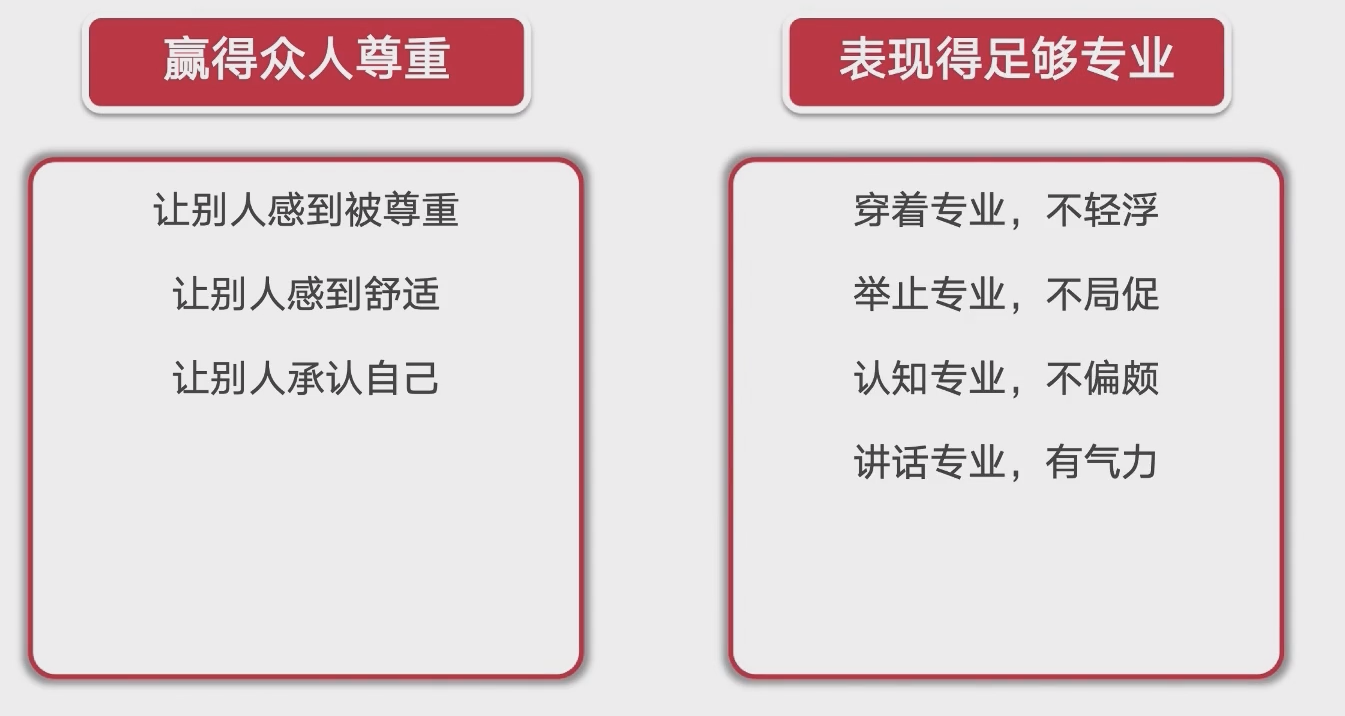 赢得众人尊重
让别人感到被尊重
让别人感到舒适
让别人承认自己
表现得足够专业
穿着专业，不轻浮
举止专业，不局促
认知专业，不偏颇
讲话专业，有气力